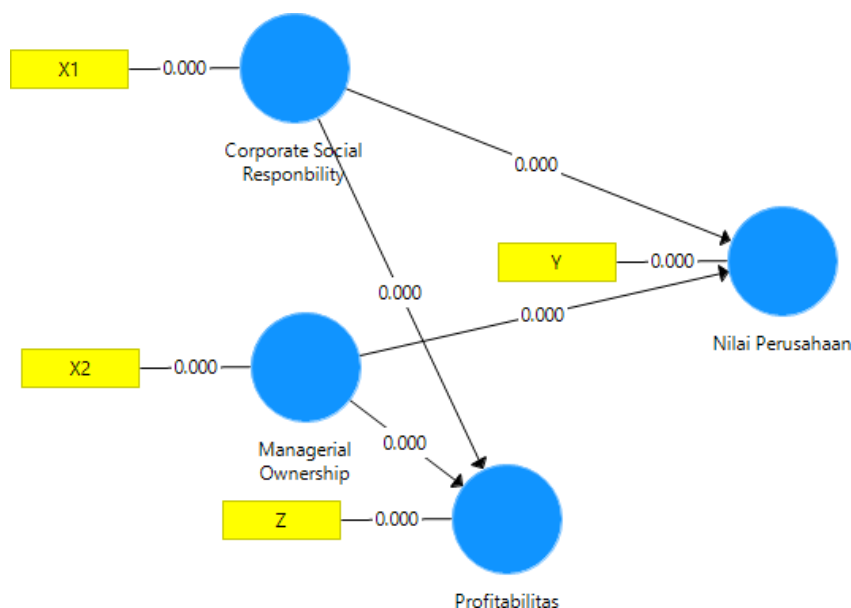 X1
0.000
Corporate Social
Responbility
0.000
Y
0.000
Nilai Perusahaan
0.000
0.000
X2
0.000
Managerial
Ownership
0.000
Z
0.000
Profitabilitas